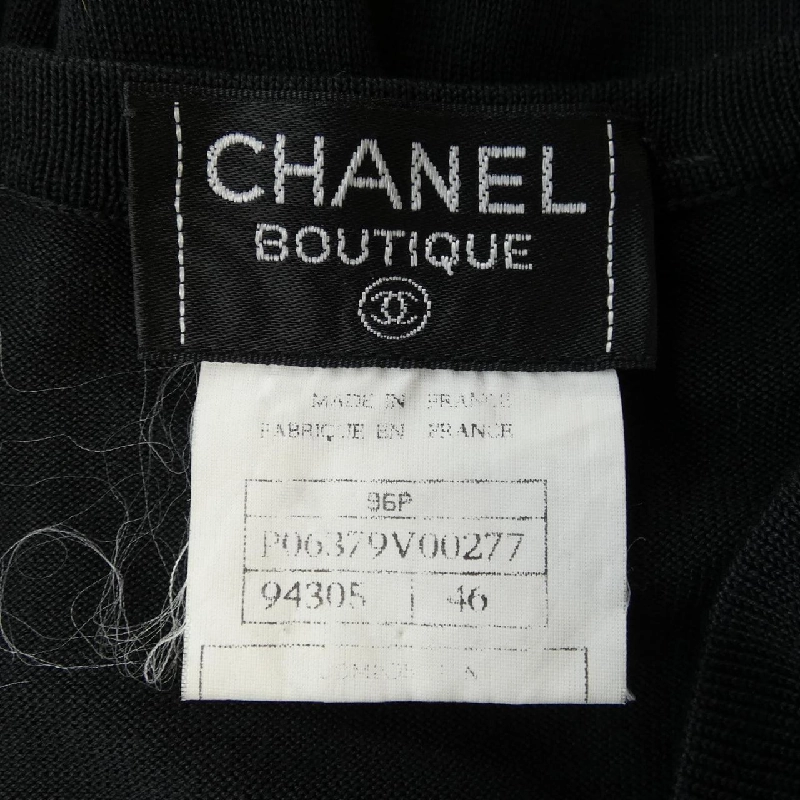 CHANEL
BOUTIQUE
MADE IN FRANCE
FABRIQUE EN FRANCE
96P
P06379V00277
94305 46